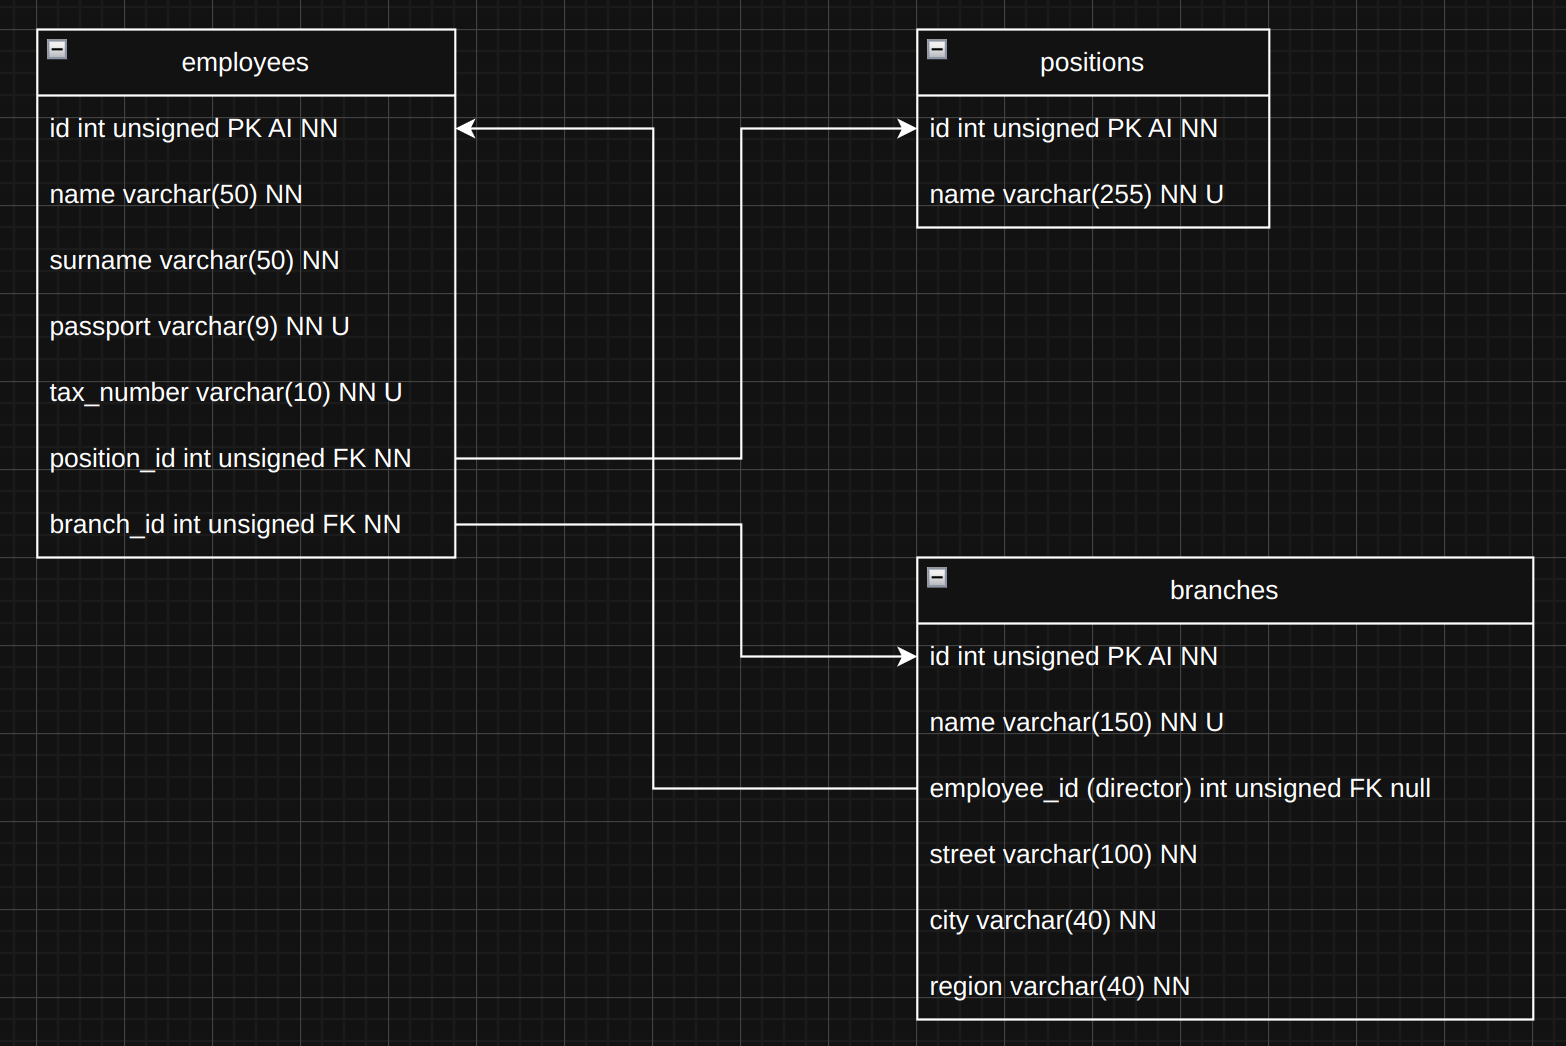 employees
id int unsigned PK AI NN
name varchar(50) NN
surname varchar(50) NN
passport varchar(9) NN U
tax_number varchar(10) NN U
position_id int unsigned FK NN
branch_id int unsigned FK NN
positions
id int unsigned PK AI NN
name varchar(255) NN U
branches
id int unsigned PK AI NN
name varchar(150) NN U
employee_id (director) int unsigned FK null
street varchar(100) NN
city varchar(40) NN
region varchar(40) NN